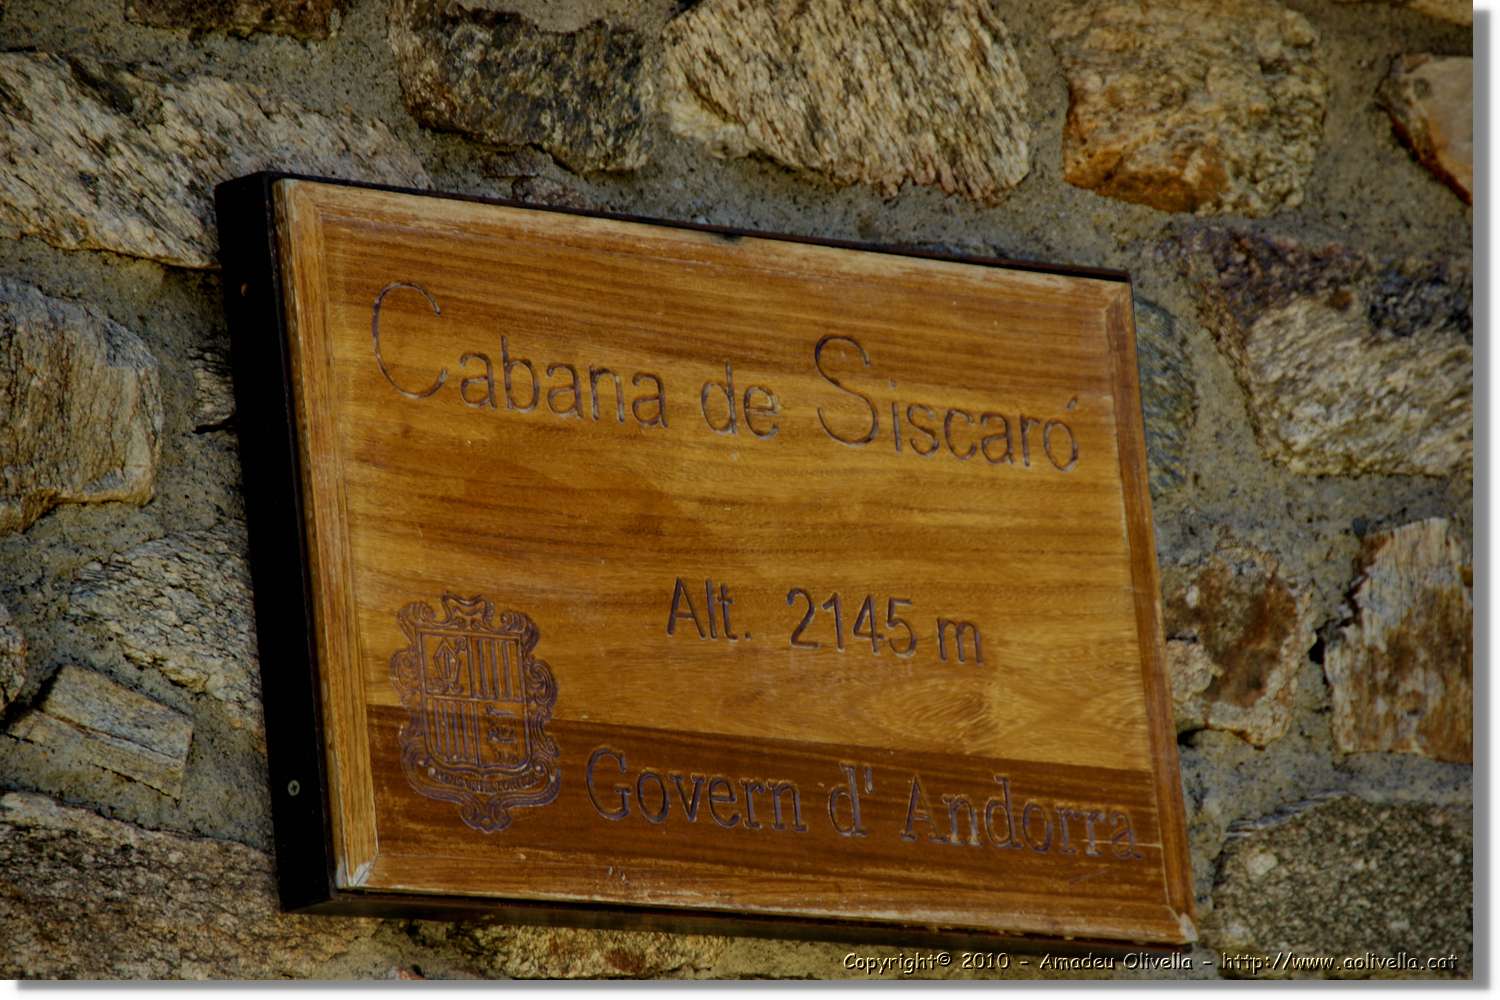 Cabana de Siscaró
Alt. 2145 m
Govern d' Andorra
Copyright© 2010 - Amadeu Olivella - http://www.aolivella.cat